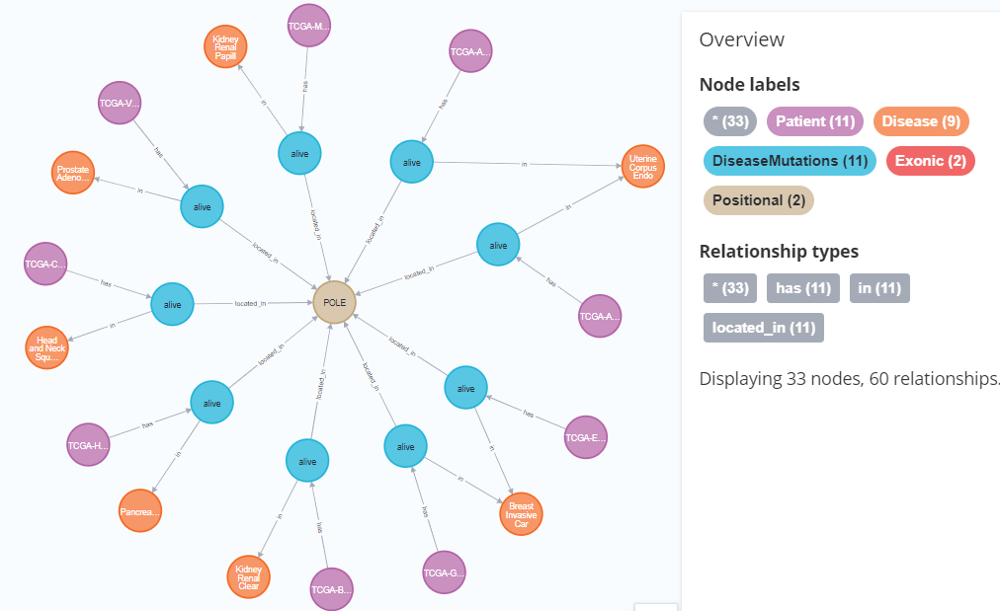 TCGA-M...
Kidney
Renal
Papill
TCGA-A...
in
has
has
TCGA-V...
alive
alive
in
Uterine
Corpus
Endo
has
Prostate
Adeno...
in
alive
in
located_in
located_in
alive
located_in
TCGA-C...
has
located_in
has
alive
located_in
POLE
TCGA-A...
in
Head
and Neck
Squ...
located_in
located_in
located_in
located_in
alive
alive
has
TCGA-H...
has
TCGA-E...
alive
alive
in
in
in
Pancrea...
in
has
has
Breast
Invasive
Car
Kidney
Renal
Clear
TCGA-B...
TCGA-G...
Overview
Node labels
* (33) Patient (11) Disease (9)
DiseaseMutations (11) Exonic (2)
Positional (2)
Relationship types
* (33) has (11) in (11)
located_in (11)
Displaying 33 nodes, 60 relationships.